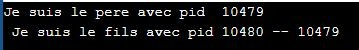 Je suis le pere avec pid  10479
 Je suis le fils avec pid 10480 -- 10479